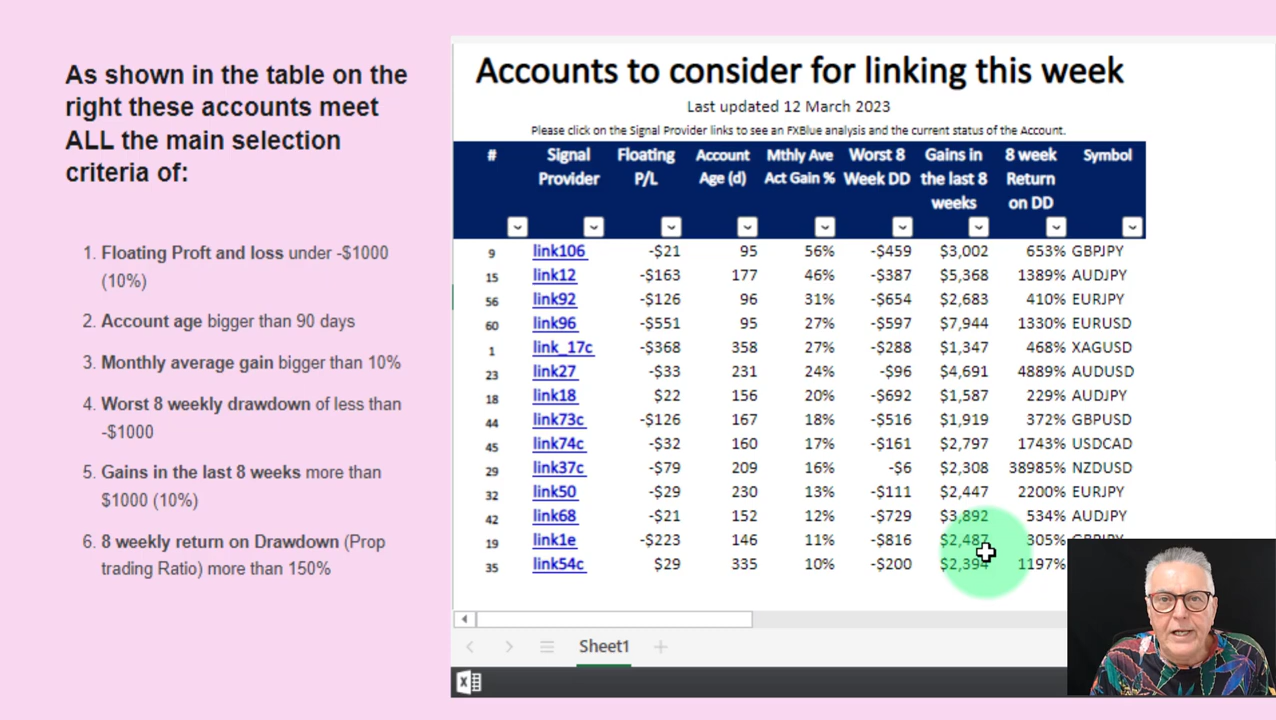 As shown in the table on the
right these accounts meet
ALL the main selection
criteria of:
1. Floating Proft and loss under -$1000
(10%)
2. Account age bigger than 90 days
3. Monthly average gain bigger than 10%
4. Worst 8 weekly drawdown of less than
-$1000
5. Gains in the last 8 weeks more than
$1000 (10%)
6. 8 weekly return on Drawdown (Prop
trading Ratio) more than 150%
Accounts to consider for linking this week
Last updated 12 March 2023
Please click on the Signal Provider links to see an FXBlue analysis and the current status of the Account.
# Signal Floating Account Mthly Ave Worst 8 Gains in 8 week Symbol
Provider P/L Age (d) Act Gain % Week DD the last 8 Return
weeks on DD
9 link106 -$21 95 56% -$459 $3,002 653% GBPJPY
15 link12 -$163 177 46% -$387 $5,368 1389% AUDJPY
56 link92 -$126 96 31% -$654 $2,683 410% EURJPY
60 link96 -$551 95 27% -$597 $7,944 1330% EURUSD
1 link_17c -$368 358 27% -$288 $1,347 468% XAGUSD
23 link27 -$33 231 24% -$96 $4,691 4889% AUDUSD
18 link18 $22 156 20% -$692 $1,587 229% AUDJPY
44 link73c -$126 167 18% -$516 $1,919 372% GBPUSD
45 link74c -$32 160 17% -$161 $2,797 1743% USDCAD
29 link37c -$79 209 16% -$6 $2,308 38985% NZDUSD
32 link50 -$29 230 13% -$111 $2,447 2200% EURJPY
42 link68 -$21 152 12% -$729 $3,892 534% AUDJPY
19 link1e -$223 146 11% -$816 $2,487 305%
35 link54c $29 335 10% -$200 $2,394 1197%
Sheet1